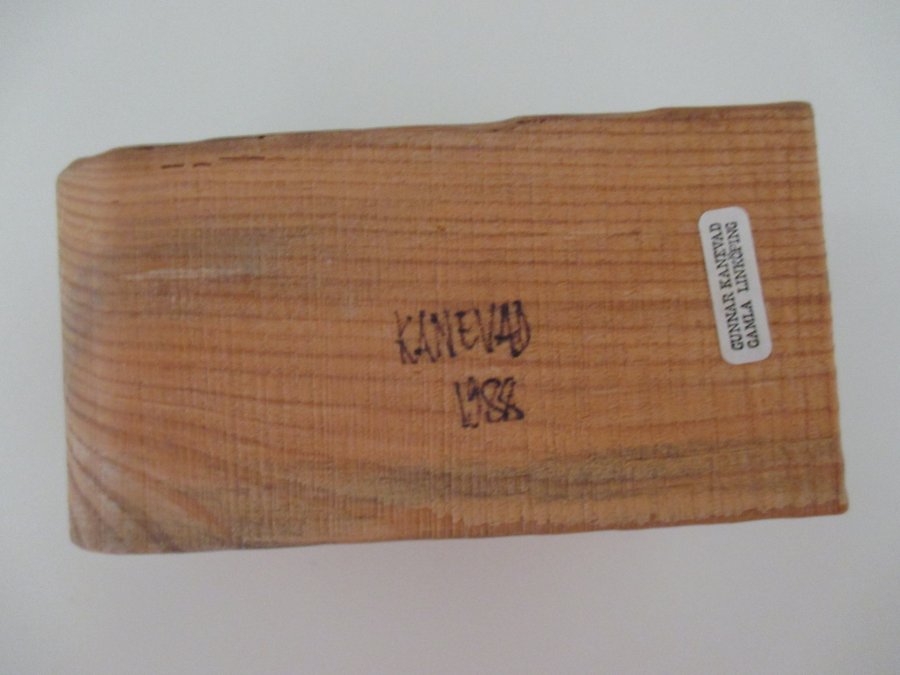 KANEVAD
1988
GUNNAR KANEVAD
GAMLA LINKÖPING